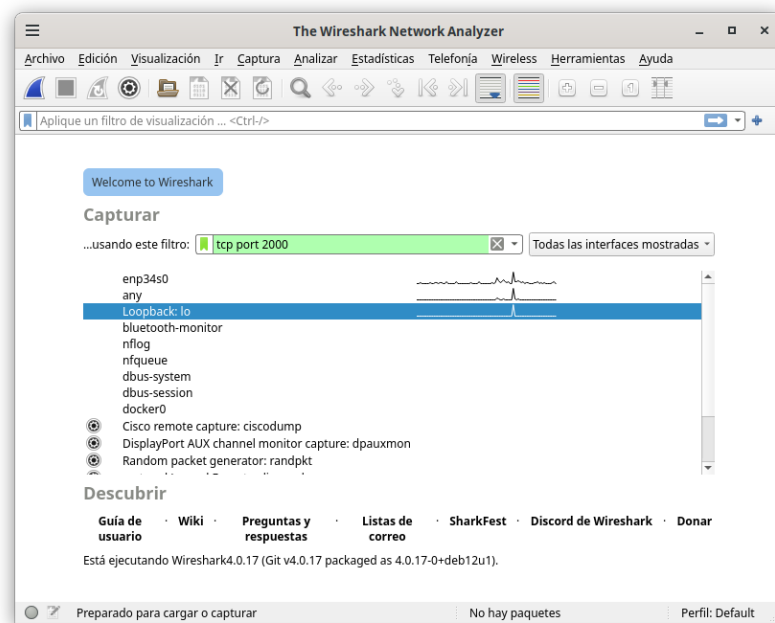 The Wireshark Network Analyzer
Archivo Edición Visualización Ir Captura Analizar Estadísticas Telefonía Wireless Herramientas Ayuda
Aplique un filtro de visualización ... <Ctrl-/>
Welcome to Wireshark
Capturar
...usando este filtro: tcp port 2000 Todas las interfaces mostradas
enp34s0
any
Loopback: lo
bluetooth-monitor
nflog
nfqueue
dbus-system
dbus-session
docker0
Cisco remote capture: ciscodump
DisplayPort AUX channel monitor capture: dpauxmon
Random packet generator: randpkt
Descubrir
Guía de usuario · Wiki · Preguntas y respuestas · Listas de correo · SharkFest · Discord de Wireshark · Donar
Está ejecutando Wireshark4.0.17 (Git v4.0.17 packaged as 4.0.17-0+deb12u1).
Preparado para cargar o capturar No hay paquetes Perfil: Default